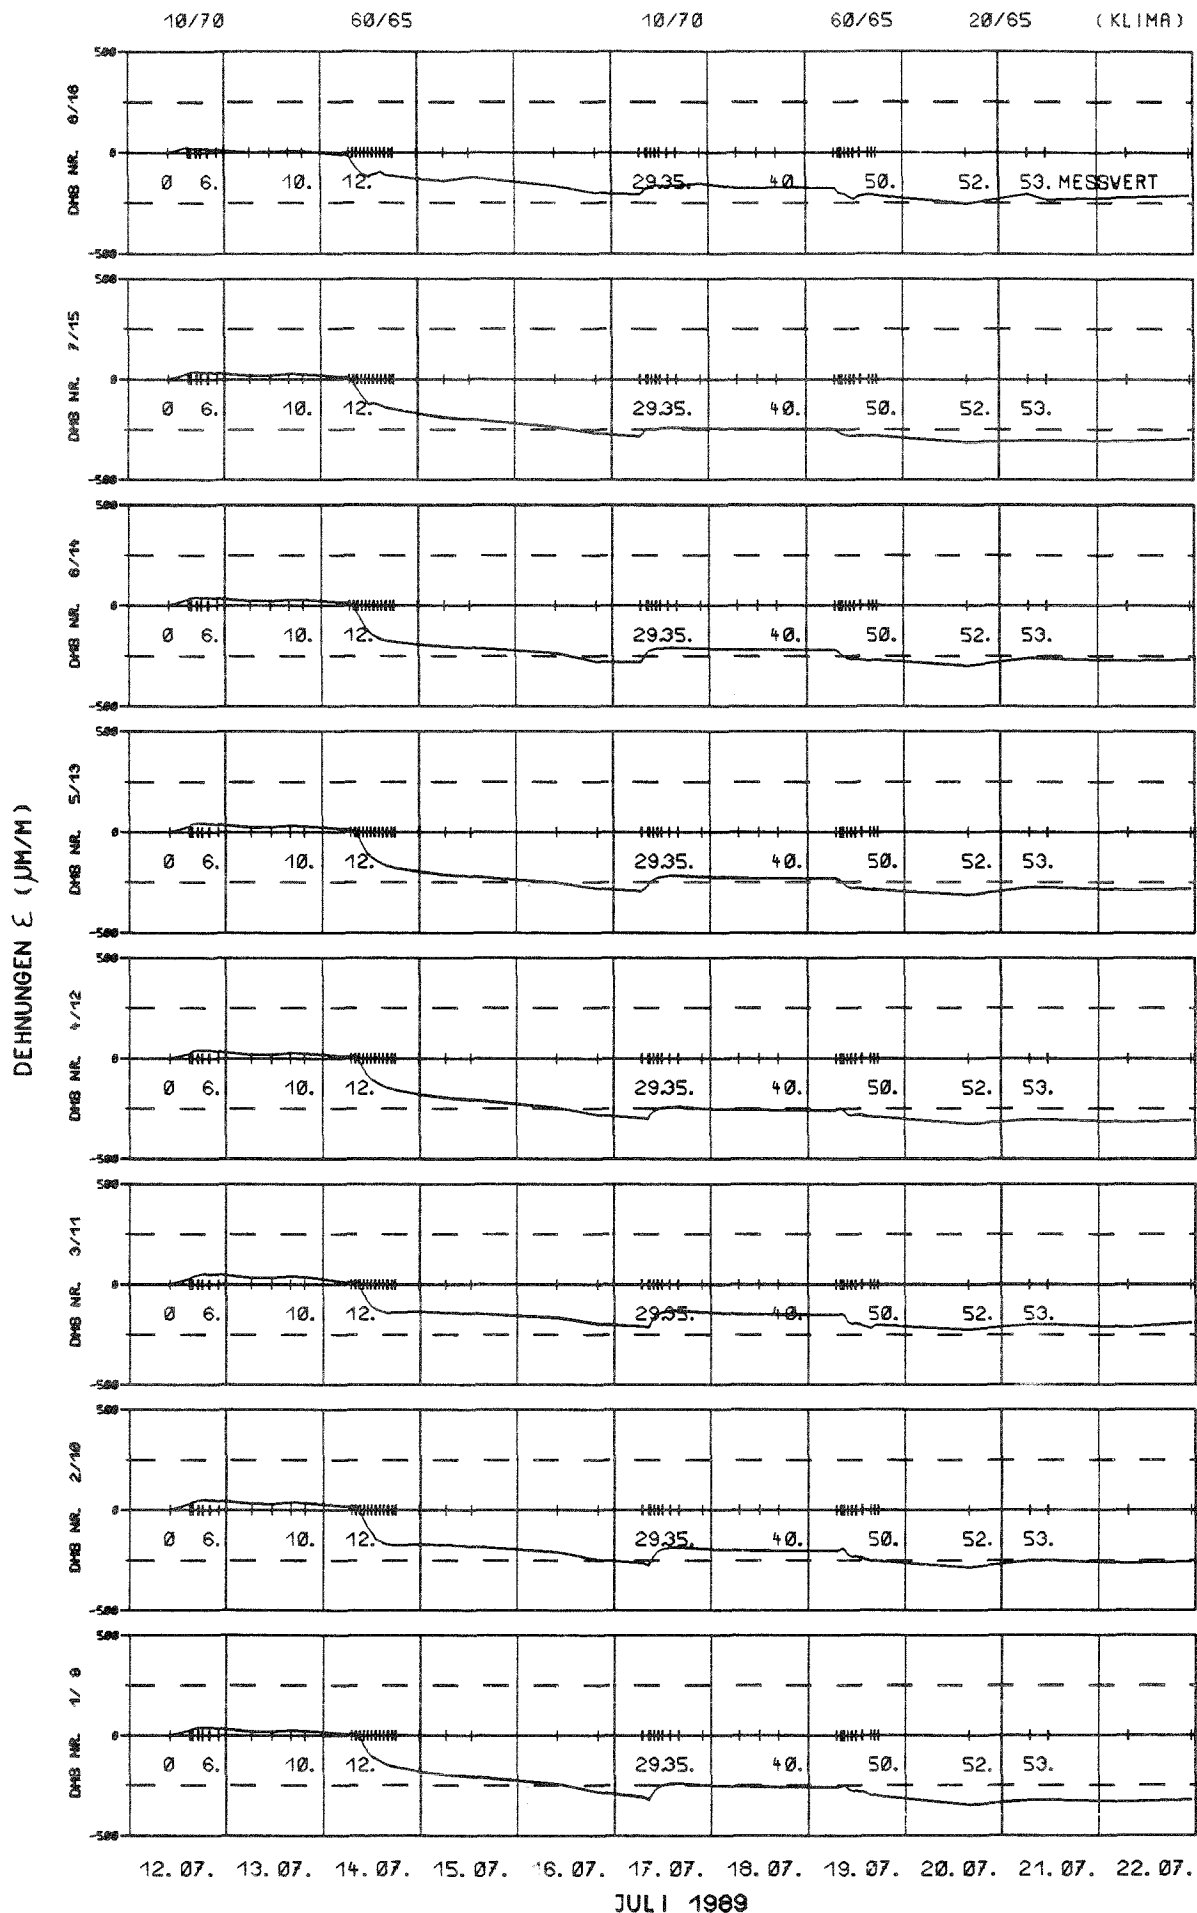 10/70 60/65 10/70 60/65 20/65 (KLIMA)
500
DMS NR. 8/16
0
0 6. 10. 12. 29.35. 40. 50. 52. 53. MESSWERT
-500
500
DMS NR. 7/15
0
0 6. 10. 12. 29.35. 40. 50. 52. 53.
-500
500
DMS NR. 6/14
0
0 6. 10. 12. 29.35. 40. 50. 52. 53.
-500
500
DMS NR. 5/13
0
0 6. 10. 12. 29.35. 40. 50. 52. 53.
-500
DEHNUNGEN Ɛ (µM/M)
500
DMS NR. 4/12
0
0 6. 10. 12. 29.35. 40. 50. 52. 53.
-500
500
DMS NR. 3/11
0
0 6. 10. 12. 29.35. 40. 50. 52. 53.
-500
500
DMS NR. 2/10
0
0 6. 10. 12. 29.35. 40. 50. 52. 53.
-500
500
DMS NR. 1/ 9
0
0 6. 10. 12. 29.35. 40. 50. 52. 53.
-500
12.07. 13.07. 14.07. 15.07. 16.07. 17.07. 18.07. 19.07. 20.07. 21.07. 22.07.
JULI 1989